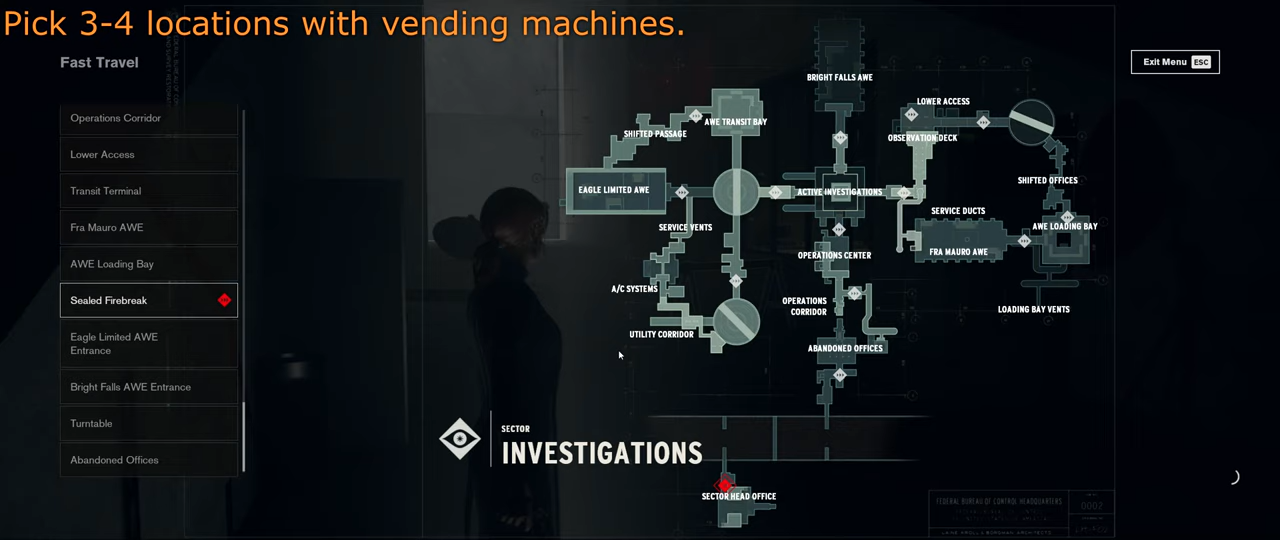 Pick 3-4 locations with vending machines.
Fast Travel
Exit Menu ESC
Operations Corridor
Lower Access
Transit Terminal
Fra Mauro AWE
AWE Loading Bay
Sealed Firebreak
Eagle Limited AWE
Entrance
Bright Falls AWE Entrance
Turntable
Abandoned Offices
BRIGHT FALLS AWE
LOWER ACCESS
AWE TRANSIT BAY
SHIFTED PASSAGE
OBSERVATION DECK
SHIFTED OFFICES
EAGLE LIMITED AWE
ACTIVE INVESTIGATIONS
SERVICE DUCTS
SERVICE VENTS
AWE LOADING BAY
OPERATIONS CENTER
FRA MAURO AWE
A/C SYSTEMS
OPERATIONS
CORRIDOR
LOADING BAY VENTS
UTILITY CORRIDOR
ABANDONED OFFICES
SECTOR
INVESTIGATIONS
SECTOR HEAD OFFICE
FEDERAL BUREAU OF CONTROL HEADQUARTERS
0002